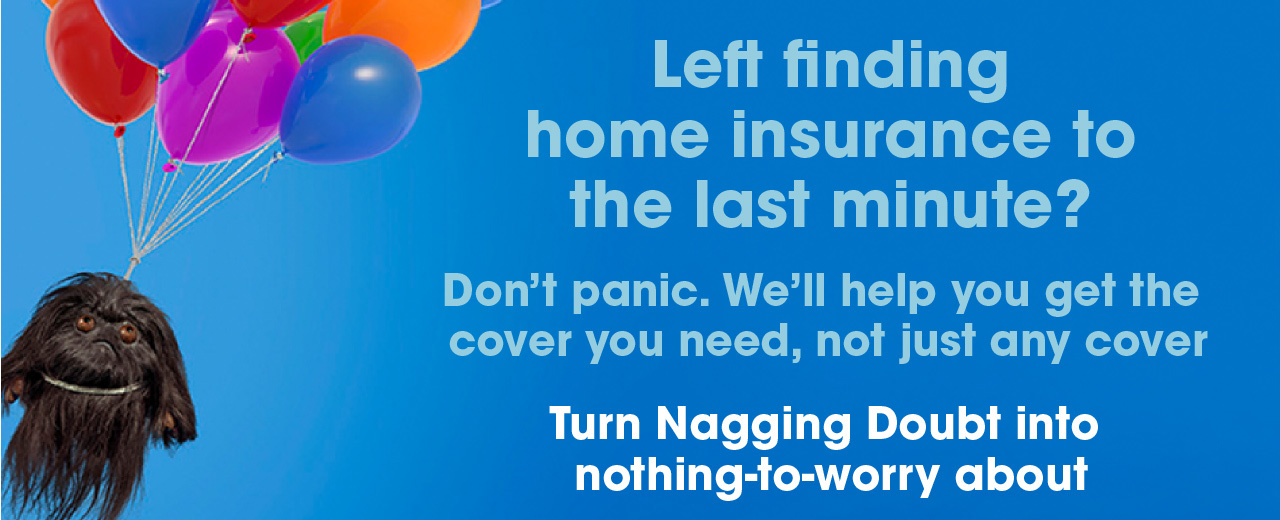 Left finding
home insurance to
the last minute?
Don’t panic. We’ll help you get the
cover you need, not just any cover
Turn Nagging Doubt into
nothing-to-worry about